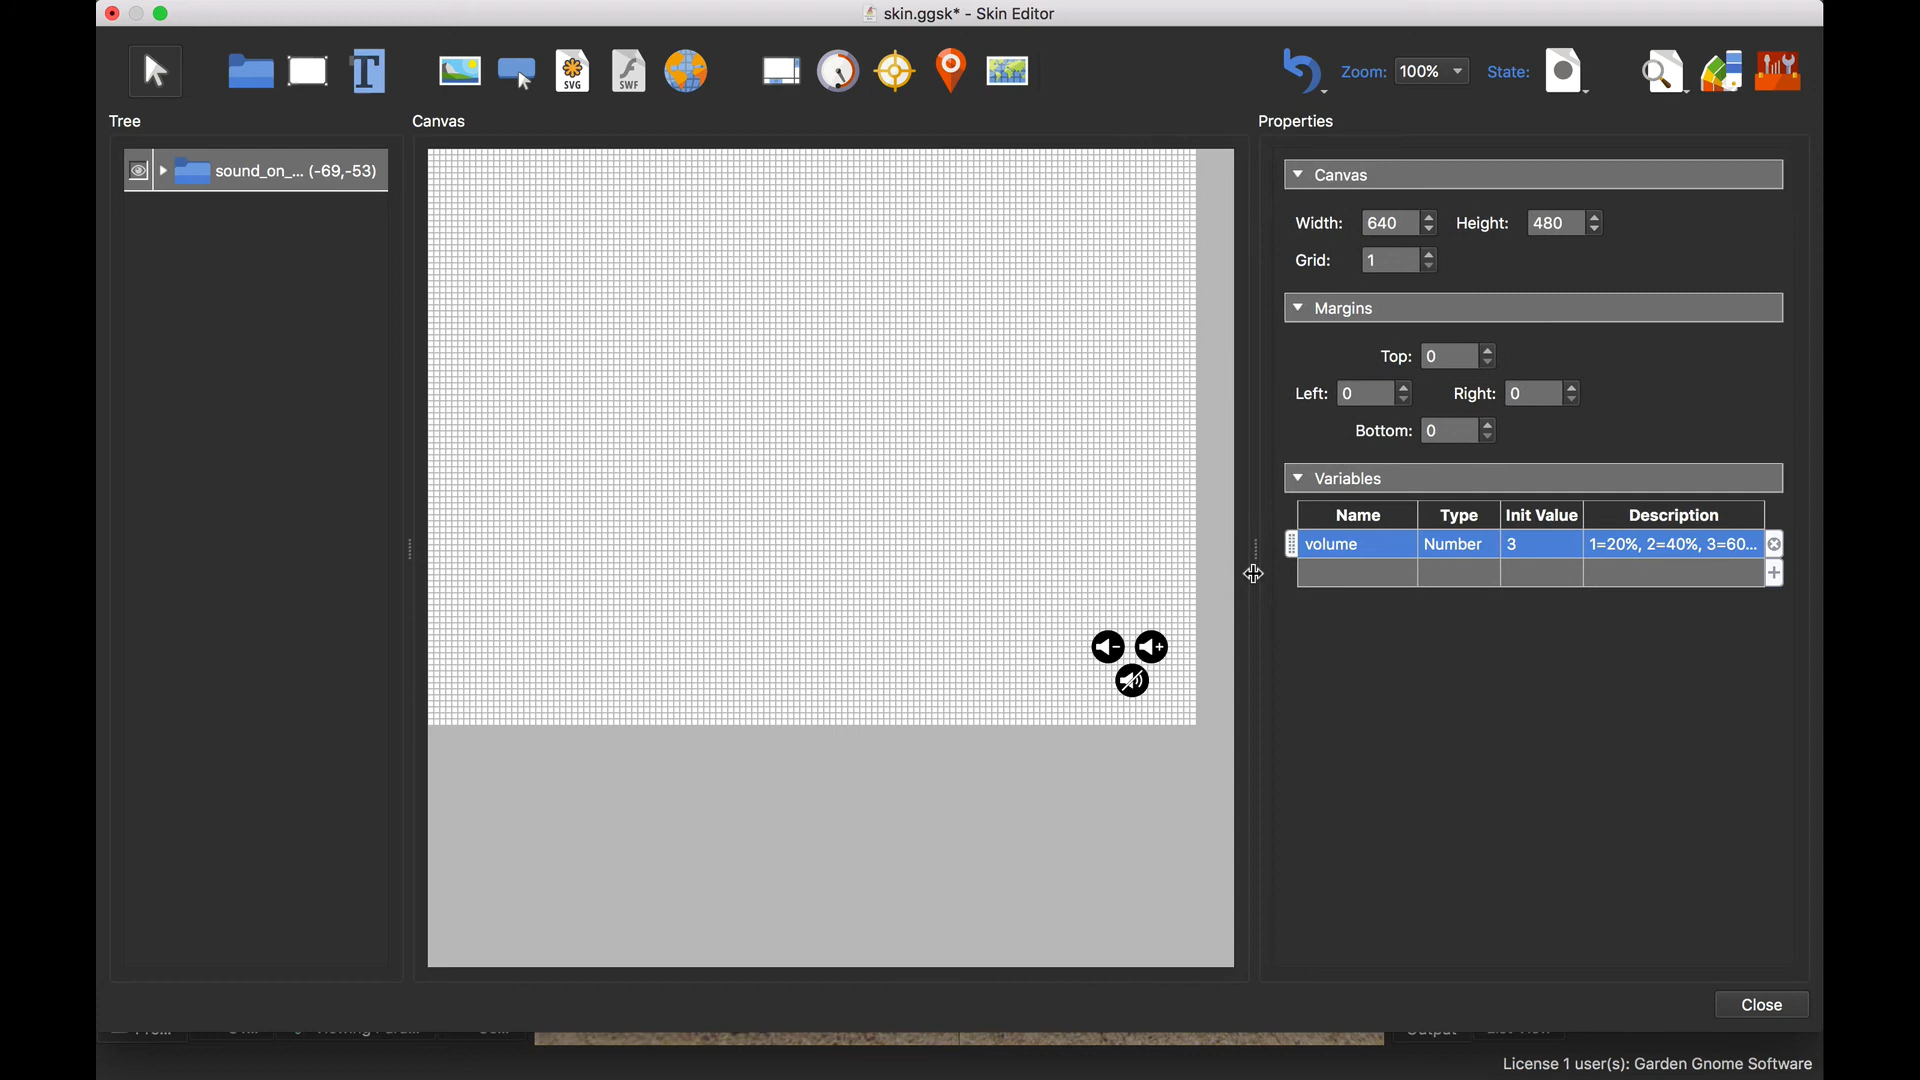 skin.ggsk* - Skin Editor
T
SVG
SWF
Zoom: 100%
State:
Tree
Canvas
Properties
sound_on_... (-69,-53)
Canvas
Width: 640 Height: 480
Grid: 1
Margins
Top: 0
Left: 0 Right: 0
Bottom: 0
Variables
Name Type Init Value Description
volume Number 3 1=20%, 2=40%, 3=60...
Close
License 1 user(s): Garden Gnome Software